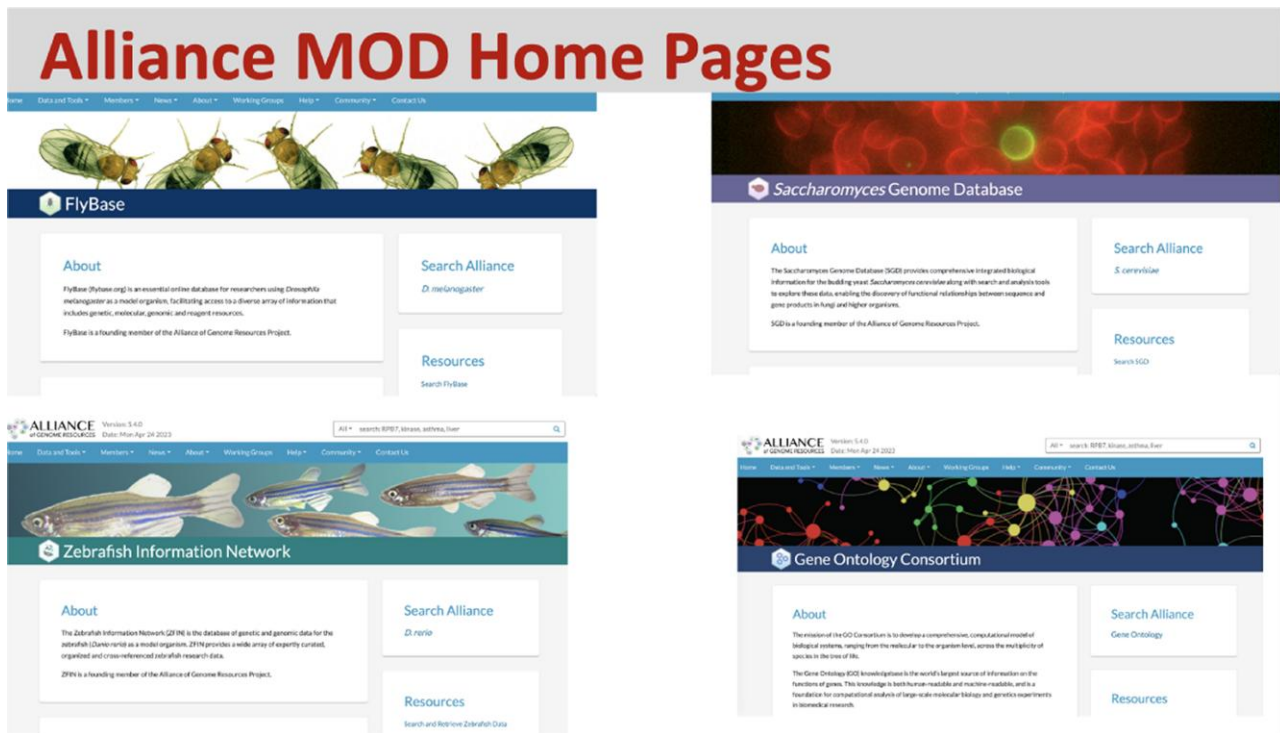 Alliance MOD Home Pages
Home Data and Tools Members News About Working Groups Help Community Contact Us
FlyBase
About
FlyBase (flybase.org) is an essential online database for researchers using Drosophila
melanogaster as a model organism, facilitating access to a diverse array of information that
includes genetic, molecular, genomic and reagent resources.
FlyBase is a founding member of the Alliance of Genome Resources Project.
Search Alliance
D. melanogaster
Resources
Search FlyBase
Saccharomyces Genome Database
About
The Saccharomyces Genome Database (SGD) provides comprehensive integrated biological
information for the budding yeast Saccharomyces cerevisiae along with search and analysis tools
to explore these data, enabling the discovery of functional relationships between sequence and
gene products in fungi and higher organisms.
SGD is a founding member of the Alliance of Genome Resources Project.
Search Alliance
S. cerevisiae
Resources
Search SGD
ALLIANCE
of GENOME RESOURCES
Version: 5.4.0
Date: Mon Apr 24 2023
All search: RPB7, kinase, asthma, liver
Home Data and Tools Members News About Working Groups Help Community Contact Us
Zebrafish Information Network
About
The Zebrafish Information Network (ZFIN) is the database of genetic and genomic data for the
zebrafish (Danio rerio) as a model organism. ZFIN provides a wide array of expertly curated,
organized and cross-referenced zebrafish research data.
ZFIN is a founding member of the Alliance of Genome Resources Project.
Search Alliance
D. rerio
Resources
Search and Retrieve Zebrafish Data
ALLIANCE
of GENOME RESOURCES
Version: 5.4.0
Date: Mon Apr 24 2023
All search: RPB7, kinase, asthma, liver
Home Data and Tools Members News About Working Groups Help Community Contact Us
Gene Ontology Consortium
About
The mission of the GO Consortium is to develop a comprehensive, computational model of
biological systems, ranging from the molecular to the organism level, across the multiplicity of
species in the tree of life.
The Gene Ontology (GO) knowledgebase is the world's largest source of information on the
functions of genes. This knowledge is both human-readable and machine-readable, and is a
foundation for computational analysis of large-scale molecular biology and genetics experiments
in biomedical research.
Search Alliance
Gene Ontology
Resources